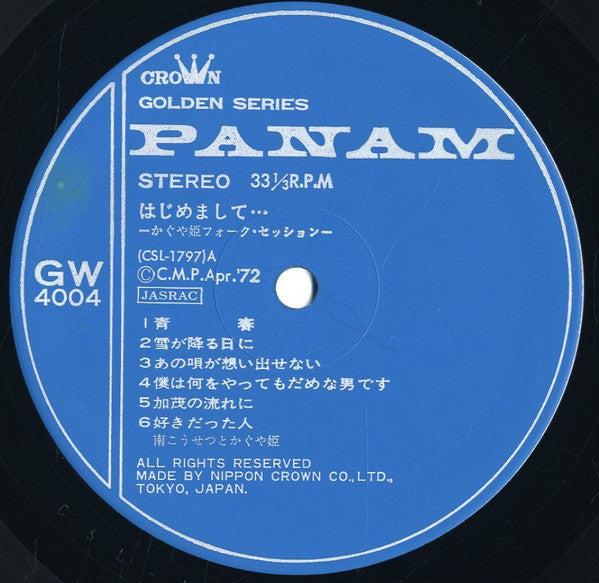 CROWN
GOLDEN SERIES
PANAM
STEREO 33 1/3 R.P.M
はじめまして…
ーかぐや姫フォーク・セッションー
(CSL-1797)A
©C.M.P.Apr.'72
JASRAC
GW
4004
1 青春
2 雪が降る日に
3 あの唄が想い出せない
4 僕は何をやってもだめな男です
5 加茂の流れに
6 好きだった人
南こうせつとかぐや姫
ALL RIGHTS RESERVED
MADE BY NIPPON CROWN CO.,LTD.,
TOKYO, JAPAN.
C S L